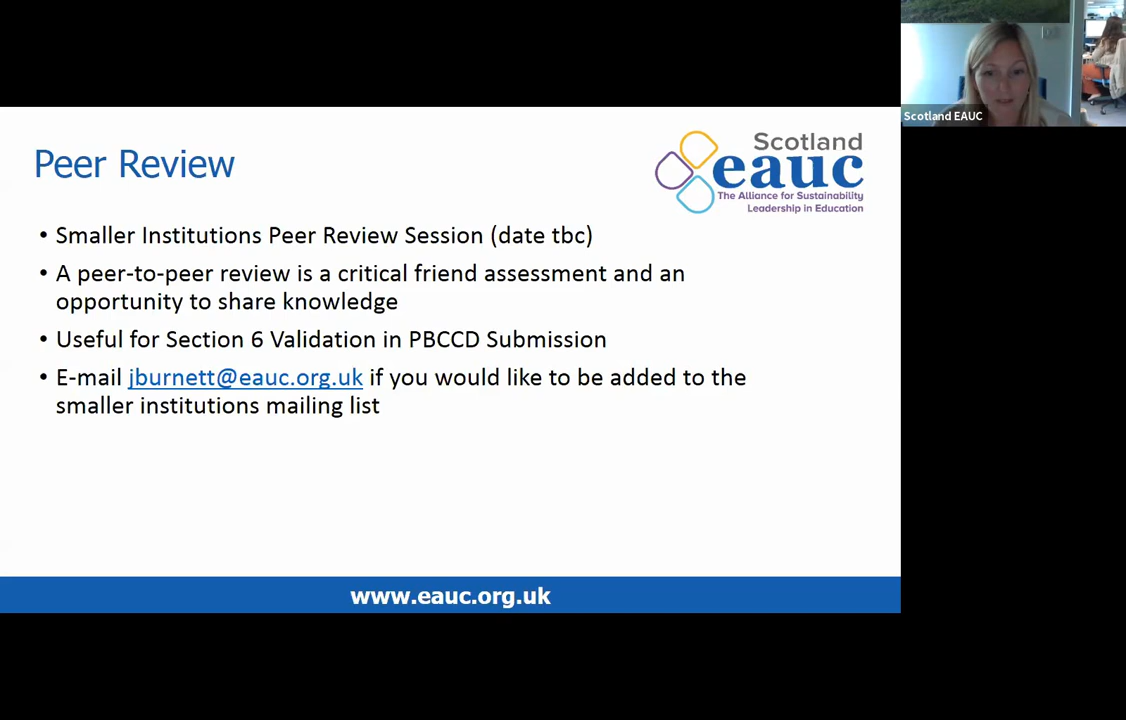 Scotland EAUC
Peer Review
Scotland
eauc
The Alliance for Sustainability
Leadership in Education
• Smaller Institutions Peer Review Session (date tbc)
• A peer-to-peer review is a critical friend assessment and an
opportunity to share knowledge
• Useful for Section 6 Validation in PBCCD Submission
• E-mail jburnett@eauc.org.uk if you would like to be added to the
smaller institutions mailing list
www.eauc.org.uk